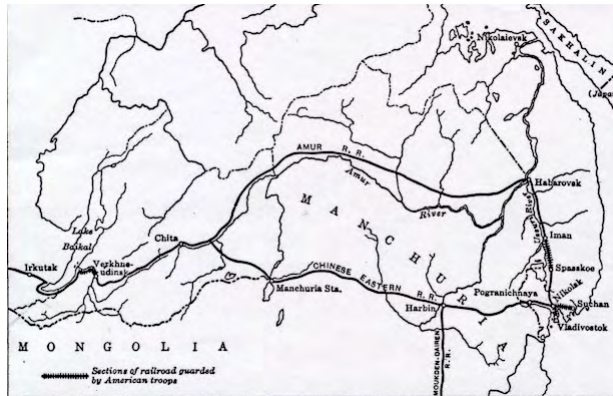 Nikolaievsk
SAKHALIN
AMUR R. R.
Amur
River
Habarovsk
MANCHURIA
Ussuri River
Lake
Baikal
Chita
Iman
Irkutsk
Verkhne-
udinsk
Spasskoe
CHINESE EASTERN R. R.
Manchuria Sta.
Pogranichnaya
Nikolsk
Suchan
Harbin
Vladivostok
MONGOLIA
MOUKDEN-DAIREN
R. R.
Sections of railroad guarded
by American troops